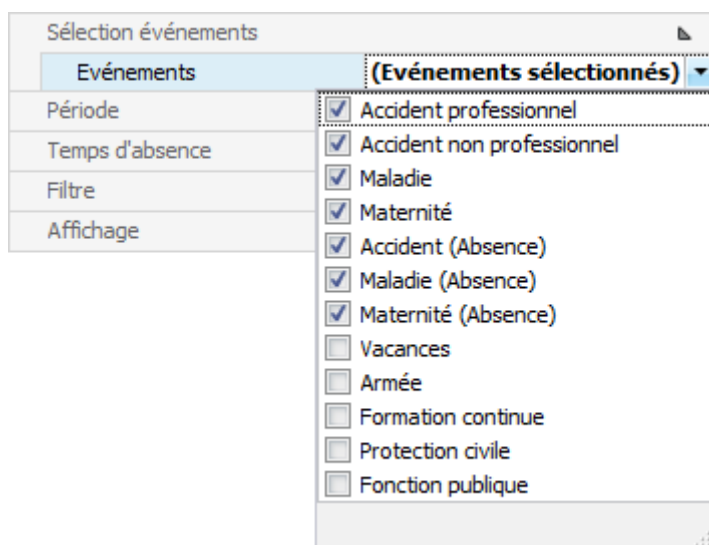 Sélection événements
Evénements (Evénements sélectionnés)
Période
Temps d'absence
Filtre
Affichage
Accident professionnel
Accident non professionnel
Maladie
Maternité
Accident (Absence)
Maladie (Absence)
Maternité (Absence)
Vacances
Armée
Formation continue
Protection civile
Fonction publique